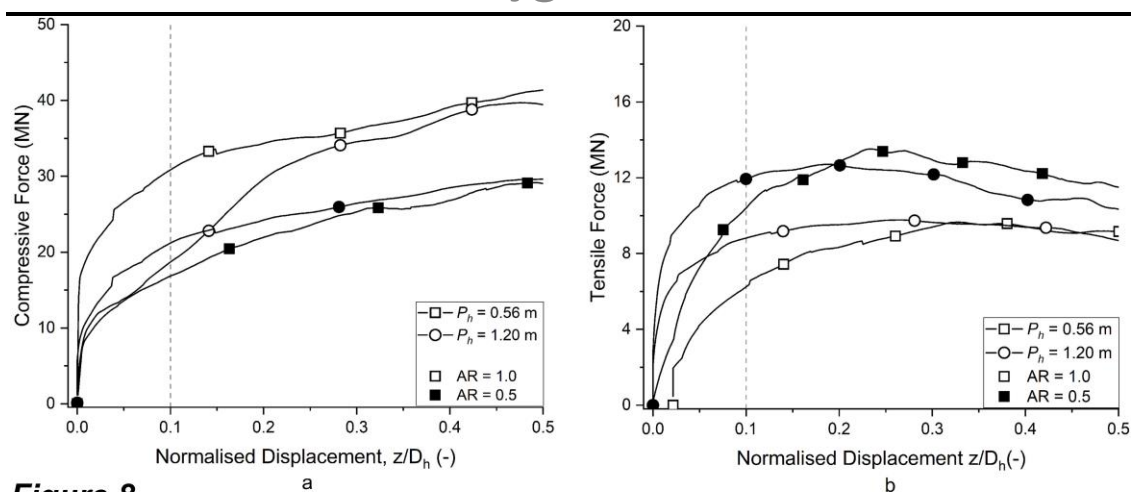 50
40
30
20
10
0
Compressive Force (MN)
0.0 0.1 0.2 0.3 0.4 0.5
Normalised Displacement, z/D_h (-)
P_h = 0.56 m
P_h = 1.20 m
AR = 1.0
AR = 0.5
a
20
16
12
8
4
0
Tensile Force (MN)
0.0 0.1 0.2 0.3 0.4 0.5
Normalised Displacement z/D_h(-)
P_h = 0.56 m
P_h = 1.20 m
AR = 1.0
AR = 0.5
b
Figure 8